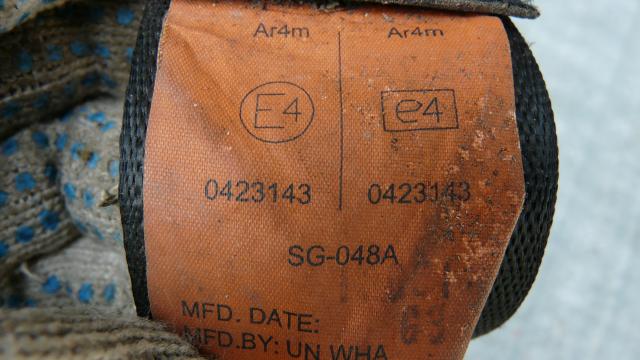 Ar4m Ar4m
E4 e4
0423143 0423143
SG-048A
MFD. DATE:
MFD.BY: UN WHA